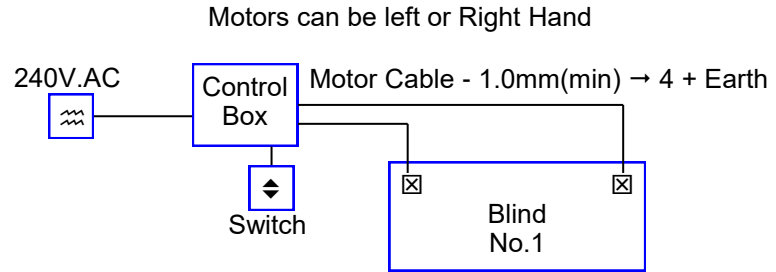 Motors can be left or Right Hand
240V.AC
Control
Box
Motor Cable - 1.0mm(min) → 4 + Earth
Switch
Blind
No.1